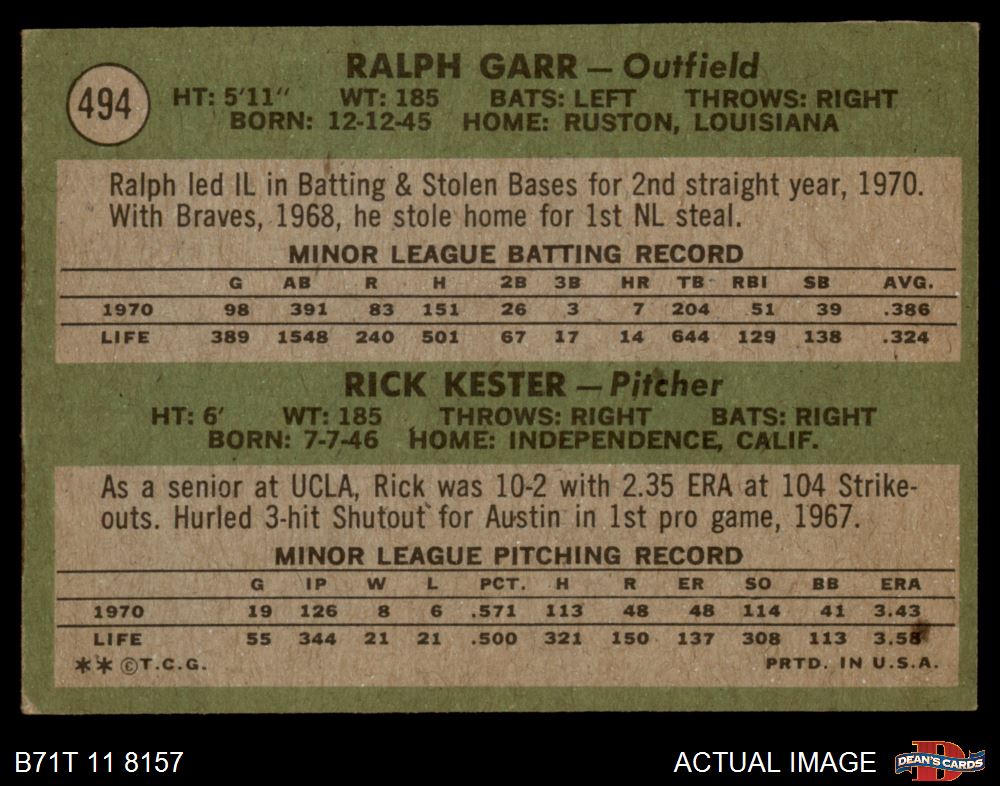 494
RALPH GARR — Outfield
HT: 5'11" WT: 185 BATS: LEFT THROWS: RIGHT
BORN: 12-12-45 HOME: RUSTON, LOUISIANA
Ralph led IL in Batting & Stolen Bases for 2nd straight year, 1970.
With Braves, 1968, he stole home for 1st NL steal.
MINOR LEAGUE BATTING RECORD
G AB R H 2B 3B HR TB RBI SB AVG.
1970 98 391 83 151 26 3 7 204 51 39 .386
LIFE 389 1548 240 501 67 17 14 644 129 138 .324
RICK KESTER — Pitcher
HT: 6' WT: 185 THROWS: RIGHT BATS: RIGHT
BORN: 7-7-46 HOME: INDEPENDENCE, CALIF.
As a senior at UCLA, Rick was 10-2 with 2.35 ERA at 104 Strike-
outs. Hurled 3-hit Shutout for Austin in 1st pro game, 1967.
MINOR LEAGUE PITCHING RECORD
G IP W L PCT. H R ER SO BB ERA
1970 19 126 8 6 .571 113 48 48 114 41 3.43
LIFE 55 344 21 21 .500 321 150 137 308 113 3.58
** ©T.C.G. PRTD. IN U.S.A.
B71T 11 8157 ACTUAL IMAGE D DEAN'S CARDS